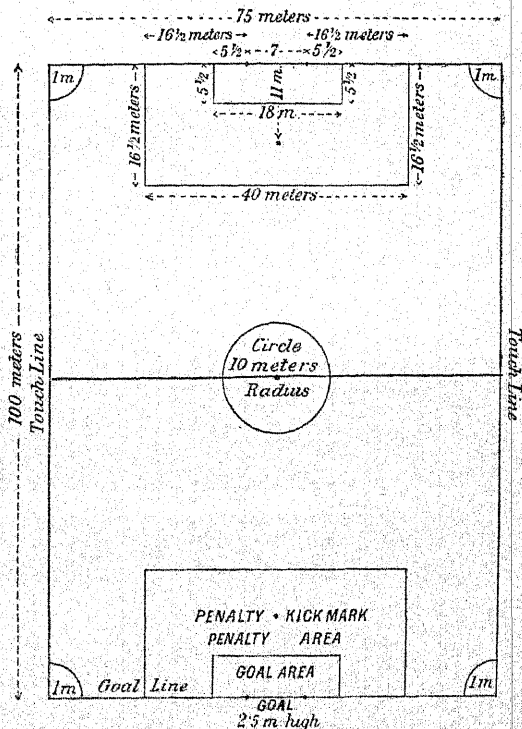 75 meters
16½ meters 16½ meters
5½ 7 5½
1m 1m
5½ 11 m. 5½
18 m.
16½ meters 16½ meters
40 meters
100 meters
Touch Line
Touch Line
Circle
10 meters
Radius
PENALTY KICK MARK
PENALTY AREA
GOAL AREA
1m Goal Line 1m
GOAL
2·5 m high